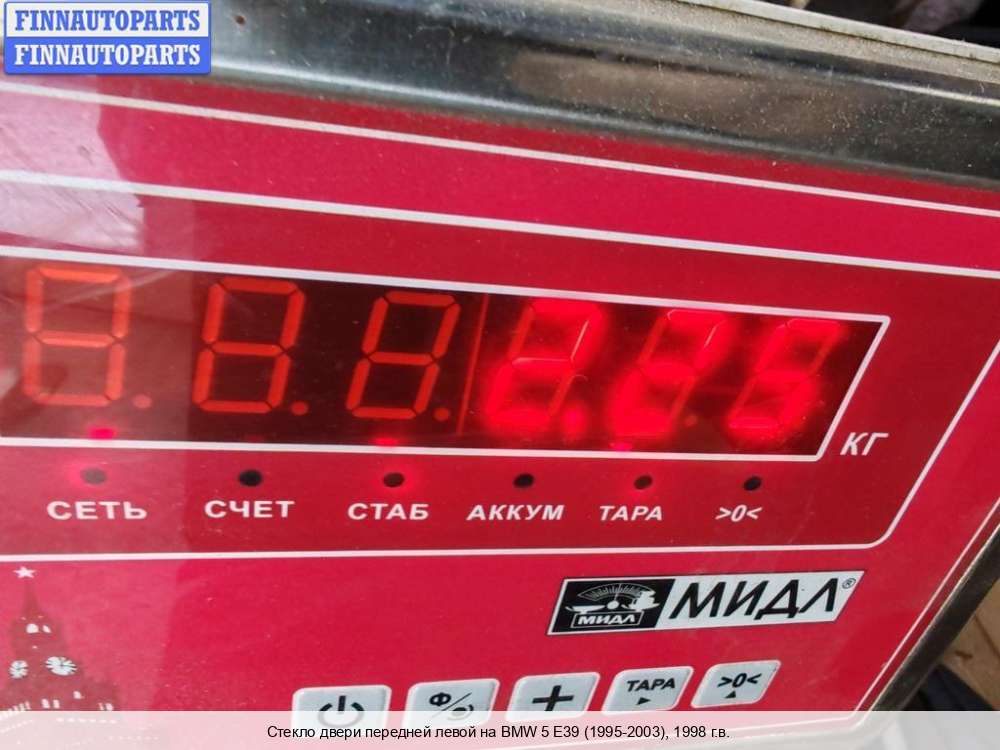 FINNAUTOPARTS
FINNAUTOPARTS
КГ
СЕТЬ СЧЕТ СТАБ АККУМ ТАРА >0<
МИДЛ МИДЛ®
Ф ТАРА >0<
Стекло двери передней левой на BMW 5 E39 (1995-2003), 1998 г.в.